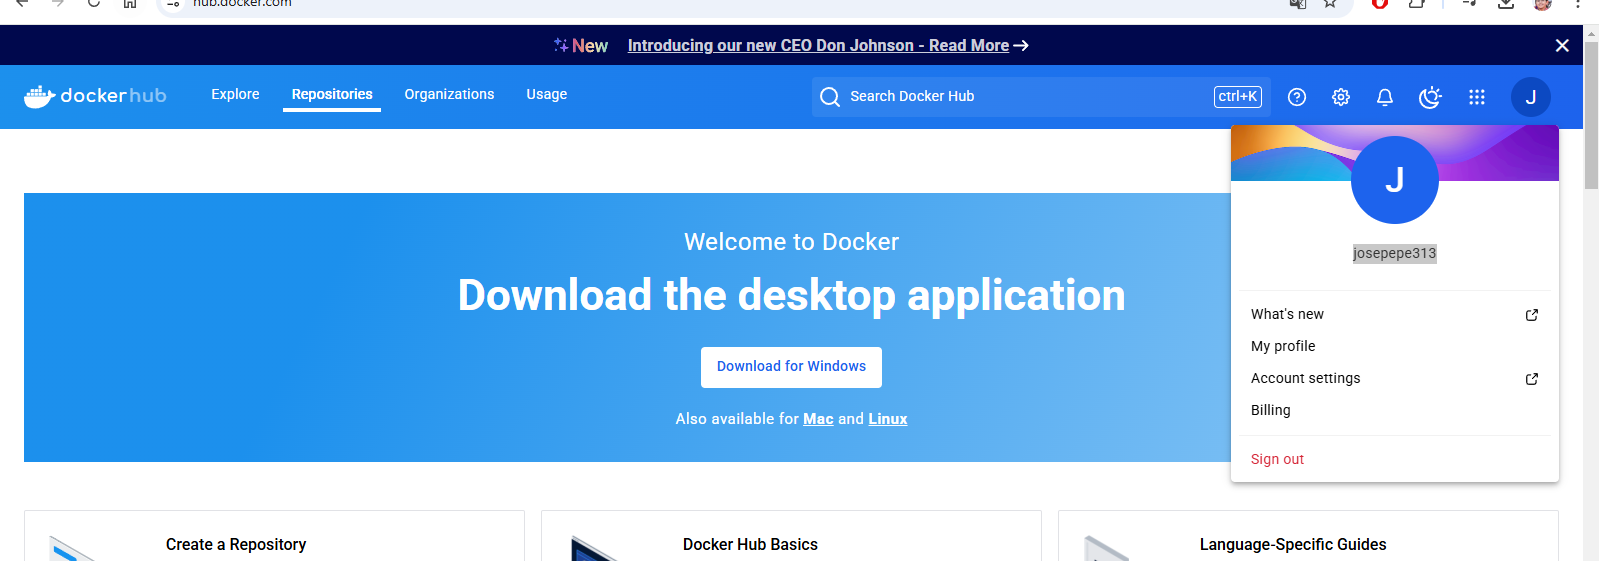 hub.docker.com
New Introducing our new CEO Don Johnson - Read More
dockerhub Explore Repositories Organizations Usage Search Docker Hub ctrl+K J
J
josepepe313
What's new
My profile
Account settings
Billing
Sign out
Welcome to Docker
Download the desktop application
Download for Windows
Also available for Mac and Linux
Create a Repository Docker Hub Basics Language-Specific Guides